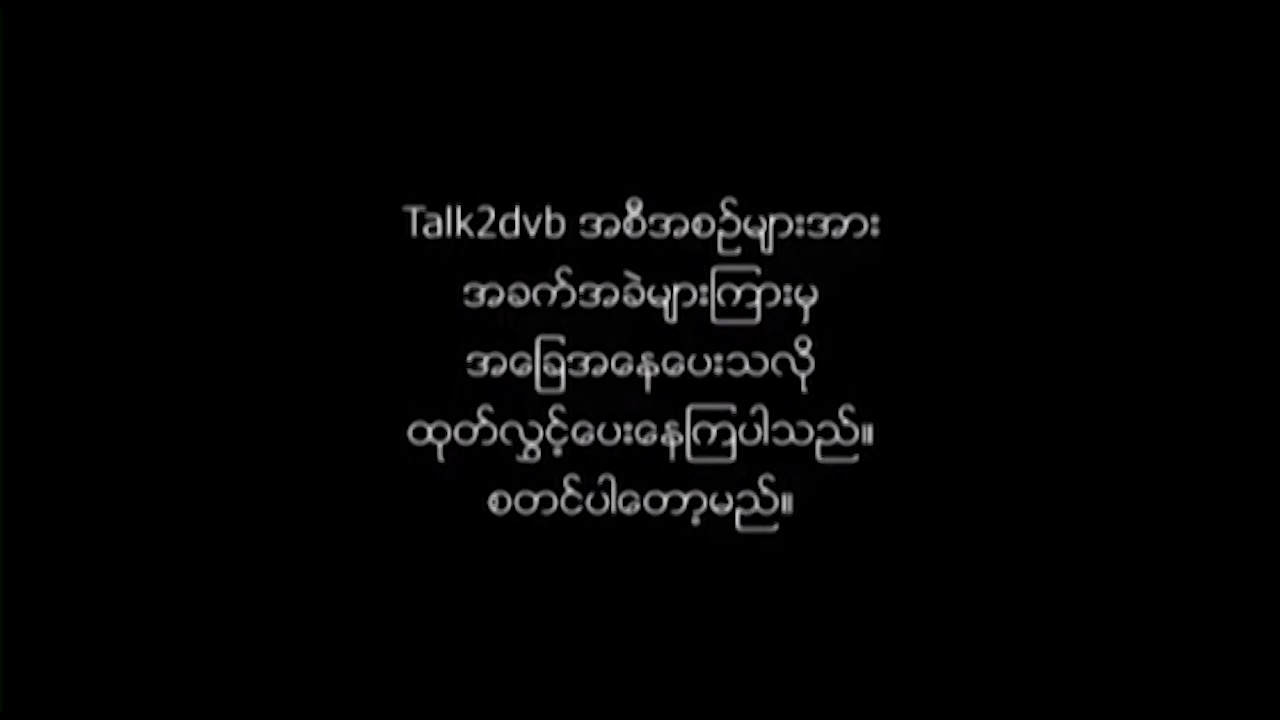 Talk2dvb အစီအစဉ်များအား
အခက်အခဲများကြားမှ
အခြေအနေပေးသလို
ထုတ်လွှင့်ပေးနေကြပါသည်။
စတင်ပါတော့မည်။